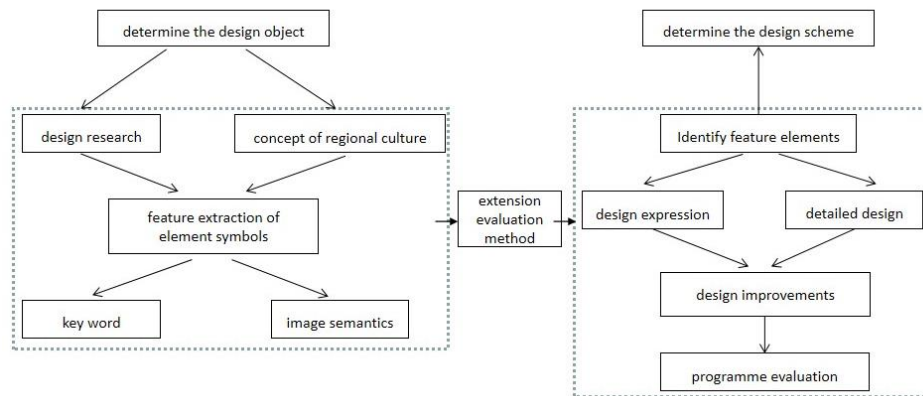 determine the design object
determine the design scheme
design research
concept of regional culture
feature extraction of
element symbols
key word
image semantics
extension
evaluation
method
Identify feature elements
design expression
detailed design
design improvements
programme evaluation